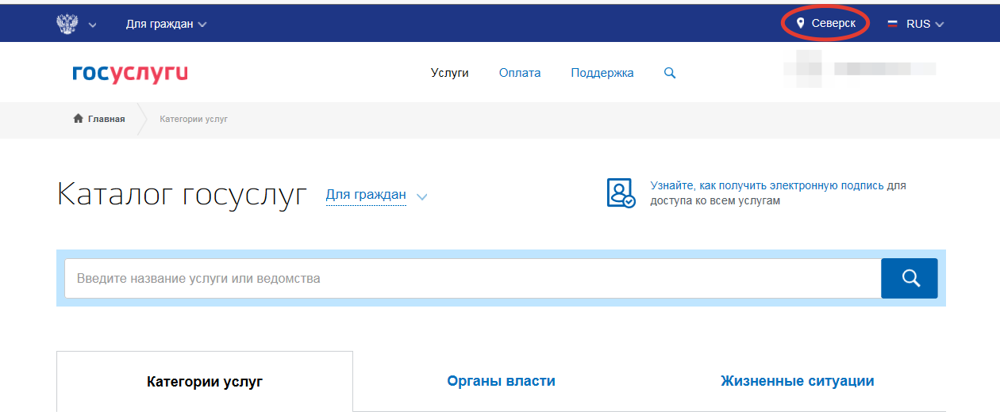 Для граждан
Северск
RUS
госуслуги
Услуги
Оплата
Поддержка
Главная
Категории услуг
Каталог госуслуг
Для граждан
Узнайте, как получить электронную подпись для
доступа ко всем услугам
Введите название услуги или ведомства
Категории услуг
Органы власти
Жизненные ситуации